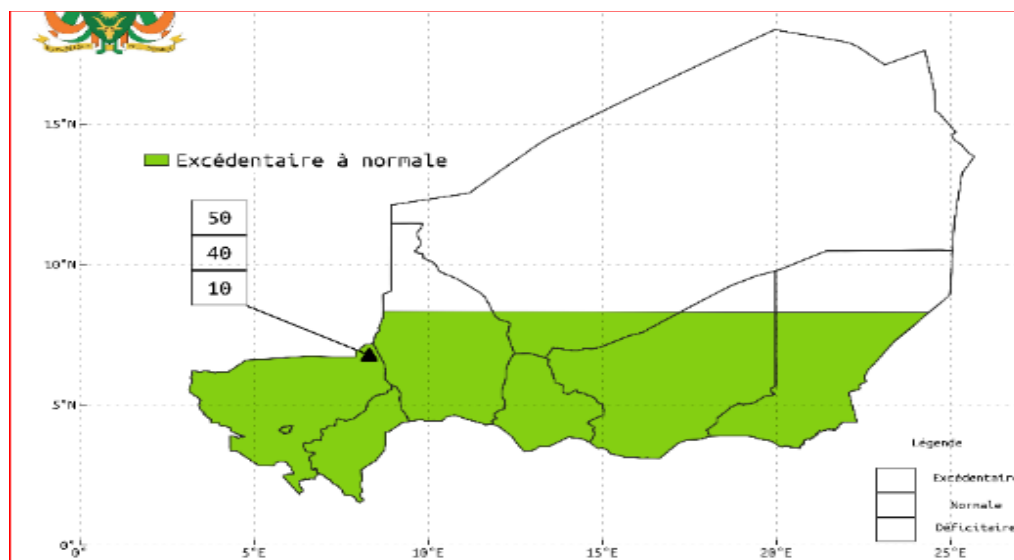 15°N
Excédentaire à normale
50
40
10
10°N
5°N
Légende
Excédentaire
Normale
Déficitaire
0°
0°
5°E
10°E
15°E
20°E
25°E